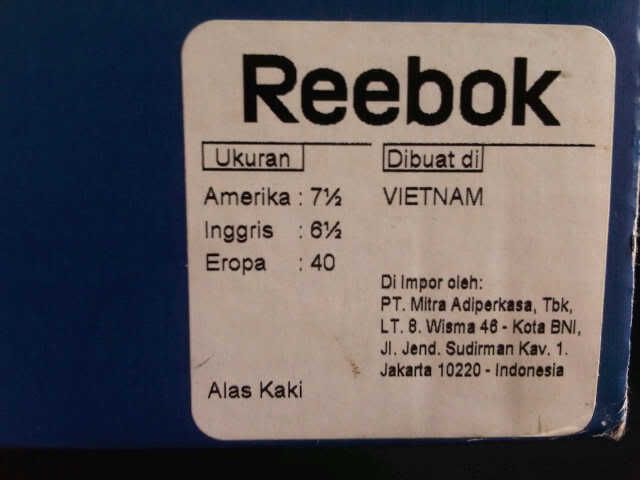 Reebok
Ukuran
Amerika : 7½
Inggris : 6½
Eropa : 40
Alas Kaki
Dibuat di
VIETNAM
Di Impor oleh:
PT. Mitra Adiperkasa, Tbk,
LT. 8. Wisma 46 - Kota BNI,
Jl. Jend. Sudirman Kav. 1.
Jakarta 10220 - Indonesia